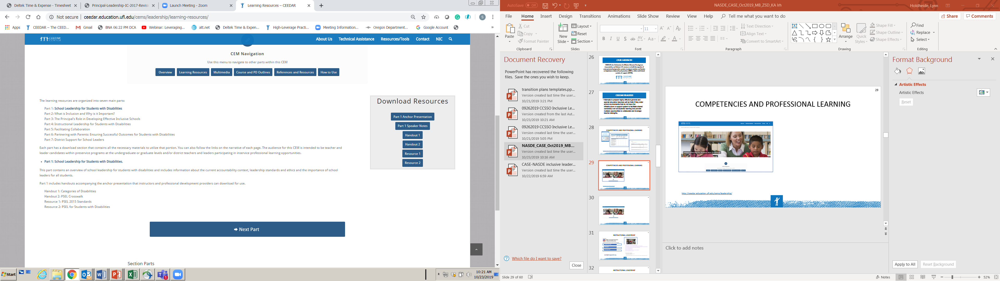 Deltek Time & Expense - Timesheet
Principal-Leadership-IC-2017-Revisi
Launch Meeting - Zoom
Learning Resources – CEEDAR
Not secure | ceedar.education.ufl.edu/cems/leadership/learning-resources/
Apps
CEEDAR – The CEED...
Gmail
BNA 06:22 PM DCA
Webinar: Leveraging...
att.net
Deltek Time & Expen...
High-Leverage Practi...
Meeting Information...
Oregon Department...
Google Account
»
CEEDAR CENTER
About Us Technical Assistance Resources/Tools Contact NIC
CEM Navigation
Use this menu to navigate to other parts within this CEM
Overview Learning Resources Multimedia Course and PD Outlines References and Resources How to Use
The learning resources are organized into seven main parts:
Part 1: School Leadership for Students with Disabilities
Part 2: What is Inclusion and Why is it Important?
Part 3: The Principal's Role in Developing Effective Inclusive Schools
Part 4: Instructional Leadership for Students with Disabilities
Part 5: Facilitating Collaboration
Part 6: Partnering with Parents: Ensuring Successful Outcomes for Students with Disabilities
Part 7: District Support for School Leaders
Each part has a download section that contains all the necessary materials to utilize that portion. You can also follow the links on the narrative of each page. The audience for this CEM is intended to be teacher and
leader candidates within preservice programs at the undergraduate or graduate levels and/or district teachers and leaders participating in inservice professional learning opportunities.
• Part 1: School Leadership for Students with Disabilities.
This part contains an overview of school leadership for students with disabilities and includes information about the current accountability context, leadership standards and ethics and the importance of school
leaders for all students.
Part 1 includes handouts accompanying the anchor presentation that instructors and professional development providers can download for use.
Handout 1: Categories of Disabilities
Handout 2: PSEL Crosswalk
Resource 1: PSEL 2015 Standards
Resource 2: PSEL for Students with Disabilities
Download Resources
Part 1 Anchor Presentation
Part 1 Speaker Notes
Handout 1
Handout 2
Resource 1
Resource 2
Next Part
Section Parts
Start
10:21 AM
10/23/2019
AutoSave Off
NASDE_CASE_Oct2019_MB_ZSD_KA lrh
Holdheide, Lynn
File Home Insert Design Transitions Animations Slide Show Review View Help Tell me what you want to do
Share Comments
Paste
Cut
Copy
Format Painter
Clipboard
New Slide
Layout
Reset
Section
Slides
11
Font
Text Direction
Align Text
Convert to SmartArt
Paragraph
Arrange
Quick Styles
Shape Fill
Shape Outline
Shape Effects
Drawing
Find
Replace
Select
Editing
Document Recovery
PowerPoint has recovered the following
files. Save the ones you wish to keep.
transition plans templates.pp...
Version created last time the user...
10/21/2019 3:21 PM
09262019 CCSSO Inclusive Le...
Version created from the last Aut...
10/23/2019 10:21 AM
09262019 CCSSO Inclusive Le...
Version created last time the user...
10/21/2019 5:05 PM
NASDE_CASE_Oct2019_MB...
Version created last time the user...
10/23/2019 10:16 AM
CASE-NASDE inclusive leader...
Version created last time the user...
10/22/2019 6:59 AM
Which file do I want to save?
Close
26
OUR MISSION
27
CEEDAR REALIZES
28
COMPETENCIES AND PROFESSIONAL LEARNING
29
COMPETENCIES AND PROFESSIONAL LEARNING
30
31
INSTRUCTIONAL LEADERSHIP
32
INSTRUCTIONAL LEADERSHIP
29
COMPETENCIES AND PROFESSIONAL LEARNING
School Leadership for Students With Disabilities
http://ceedar.education.ufl.edu/cems/leadership/
Click to add notes
Format Background
Artistic Effects
Artistic Effects
Reset
Apply to All Reset Background
Slide 29 of 60
Notes
52%